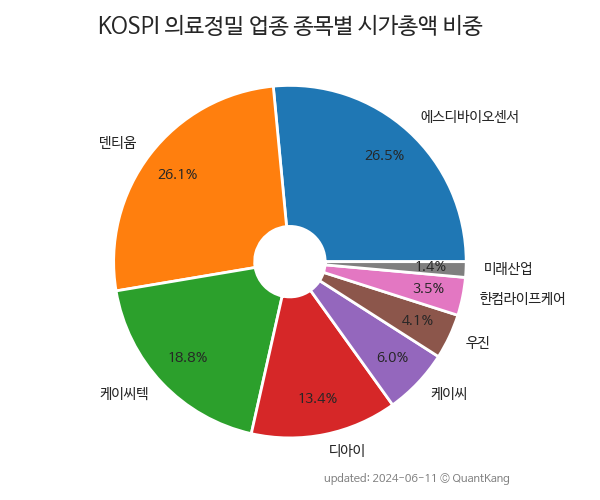 KOSPI 의료정밀 업종 종목별 시가총액 비중
에스디바이오센서
26.5%
덴티움
26.1%
케이씨텍
18.8%
디아이
13.4%
케이씨
6.0%
우진
4.1%
한컴라이프케어
3.5%
미래산업
1.4%
updated: 2024-06-11 © QuantKang